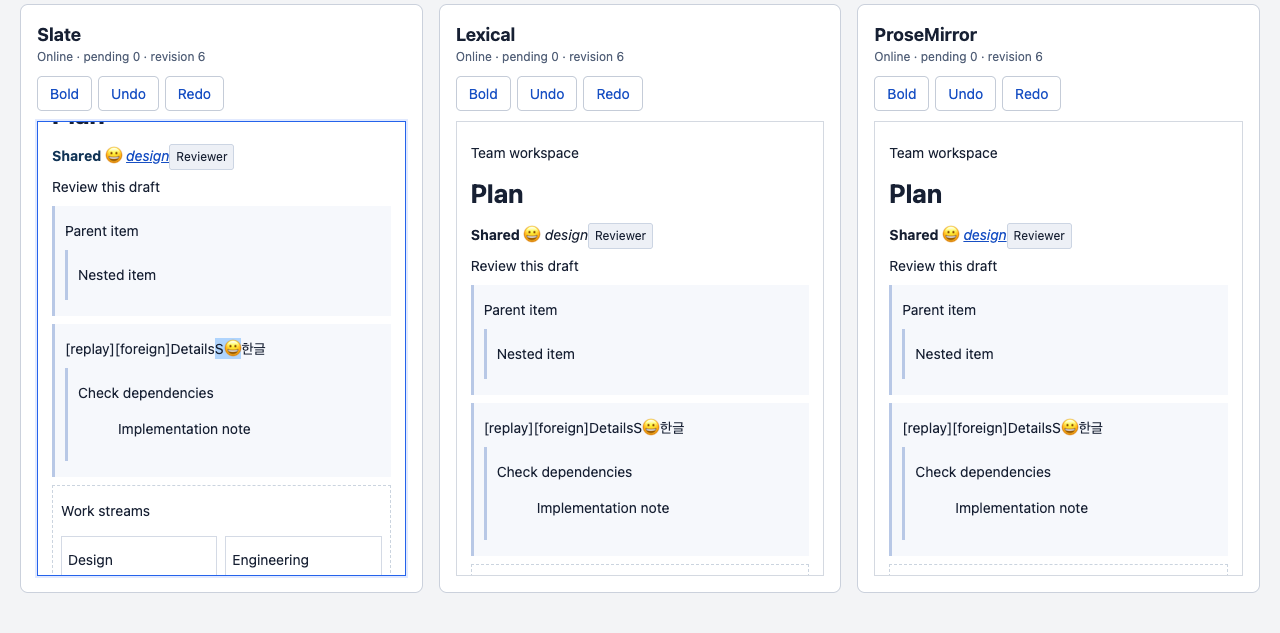 Slate
Online · pending 0 · revision 6
Bold Undo Redo
Plan
Shared 😀 design Reviewer
Review this draft
Parent item
Nested item
[replay][foreign]DetailsS😀한글
Check dependencies
Implementation note
Work streams
Design Engineering
Lexical
Online · pending 0 · revision 6
Bold Undo Redo
Team workspace
Plan
Shared 😀 design Reviewer
Review this draft
Parent item
Nested item
[replay][foreign]DetailsS😀한글
Check dependencies
Implementation note
ProseMirror
Online · pending 0 · revision 6
Bold Undo Redo
Team workspace
Plan
Shared 😀 design Reviewer
Review this draft
Parent item
Nested item
[replay][foreign]DetailsS😀한글
Check dependencies
Implementation note